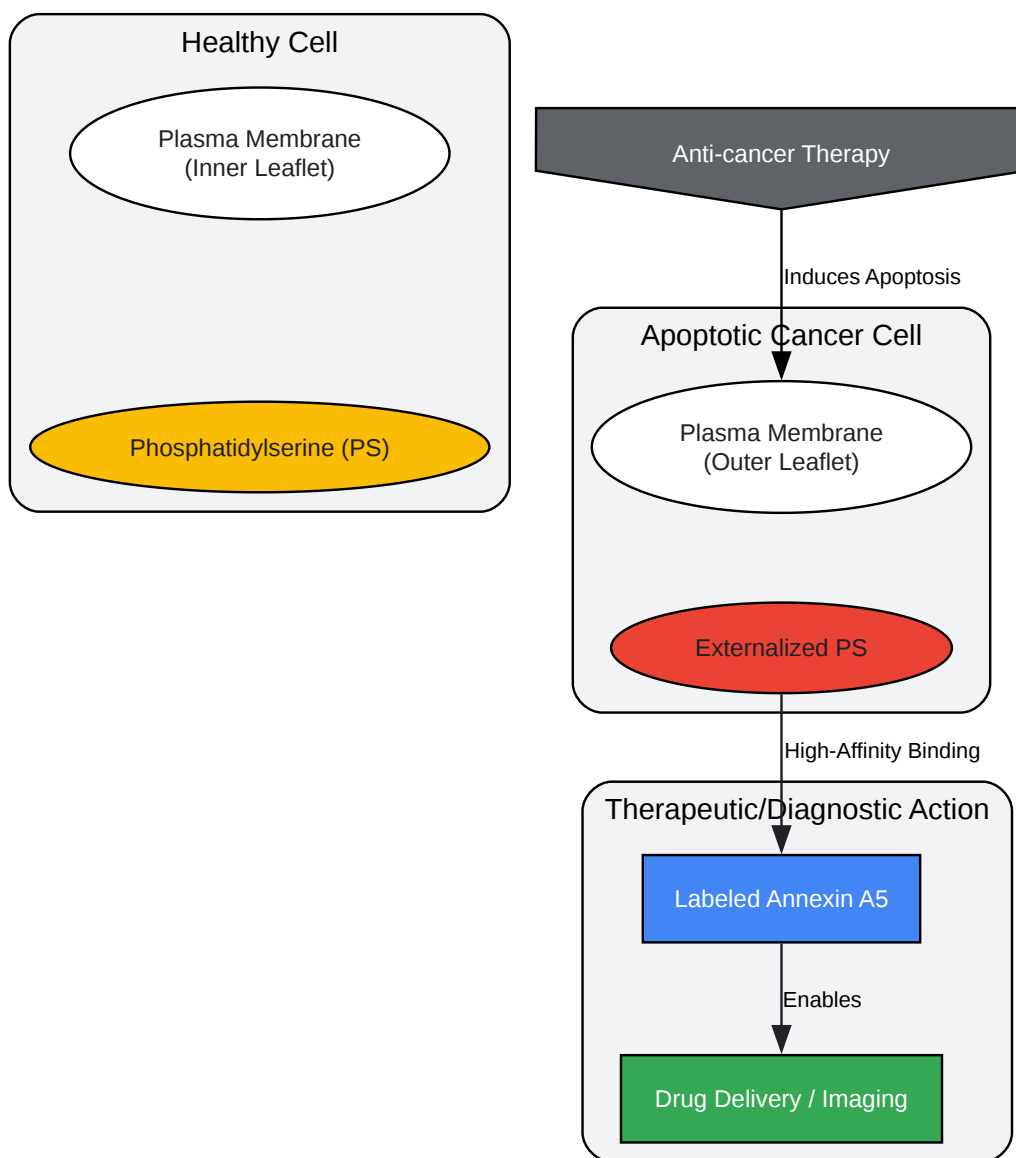 Healthy Cell
Plasma Membrane
(Inner Leaflet)
Phosphatidylserine (PS)
Anti-cancer Therapy
Induces Apoptosis
Apoptotic Cancer Cell
Plasma Membrane
(Outer Leaflet)
Externalized PS
High-Affinity Binding
Therapeutic/Diagnostic Action
Labeled Annexin A5
Enables
Drug Delivery / Imaging